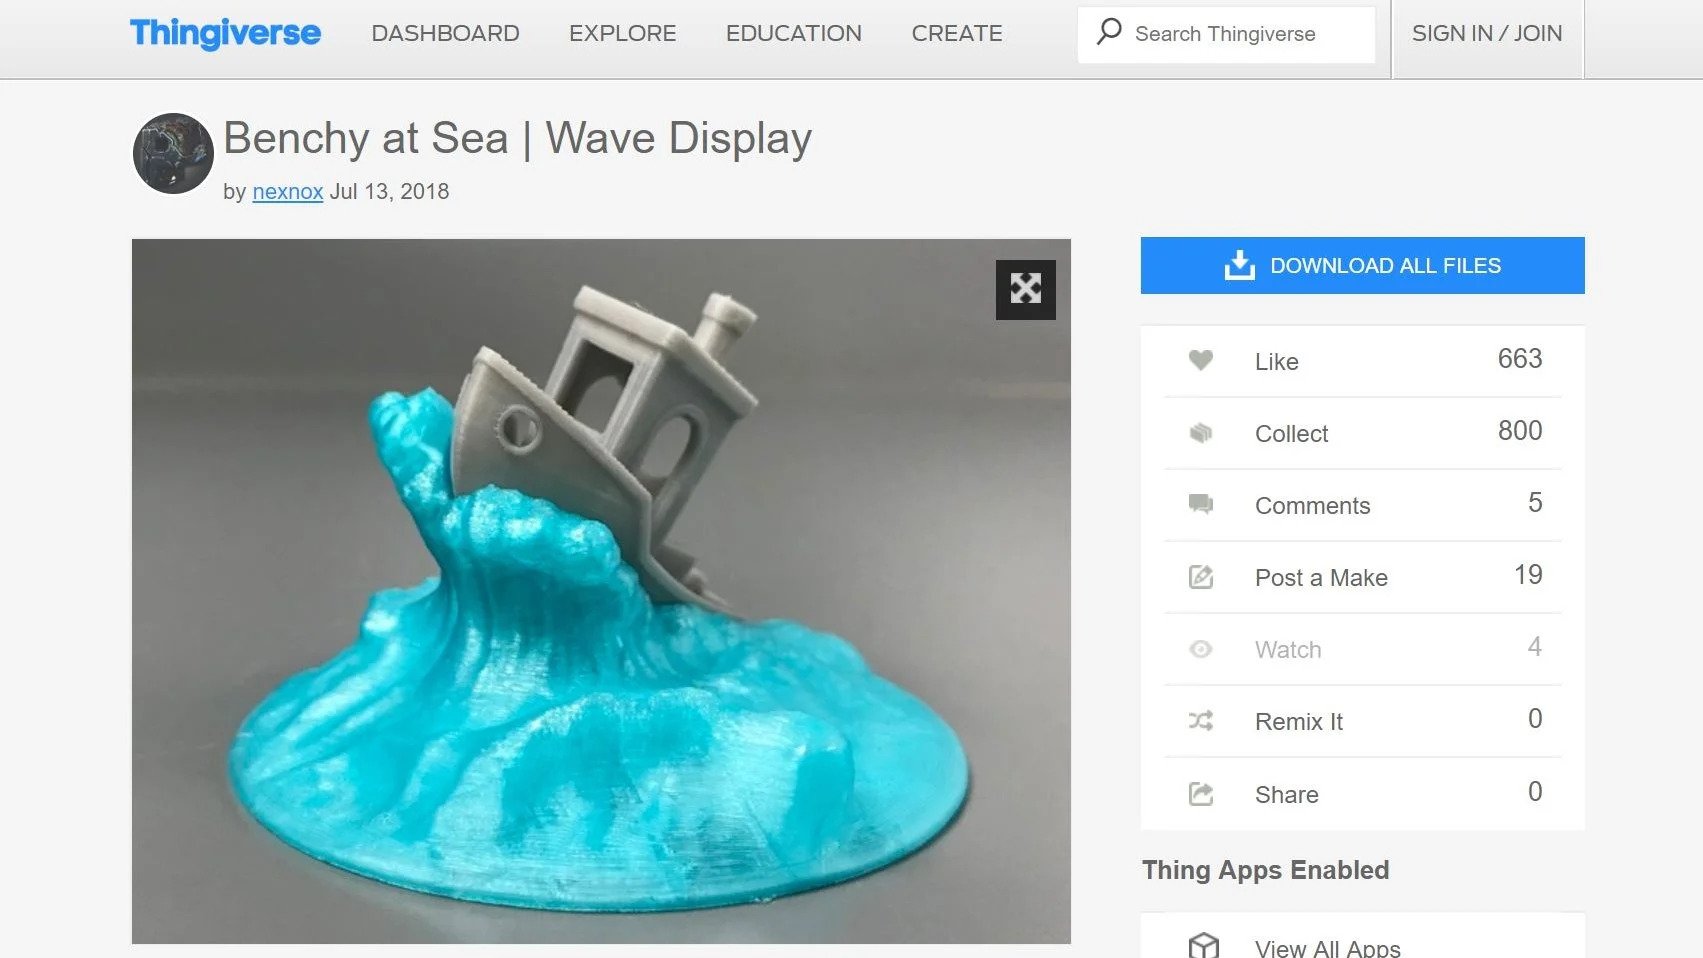 Thingiverse DASHBOARD EXPLORE EDUCATION CREATE Search Thingiverse SIGN IN / JOIN
Benchy at Sea | Wave Display
by nexnox Jul 13, 2018
DOWNLOAD ALL FILES
Like 663
Collect 800
Comments 5
Post a Make 19
Watch 4
Remix It 0
Share 0
Thing Apps Enabled
View All Apps